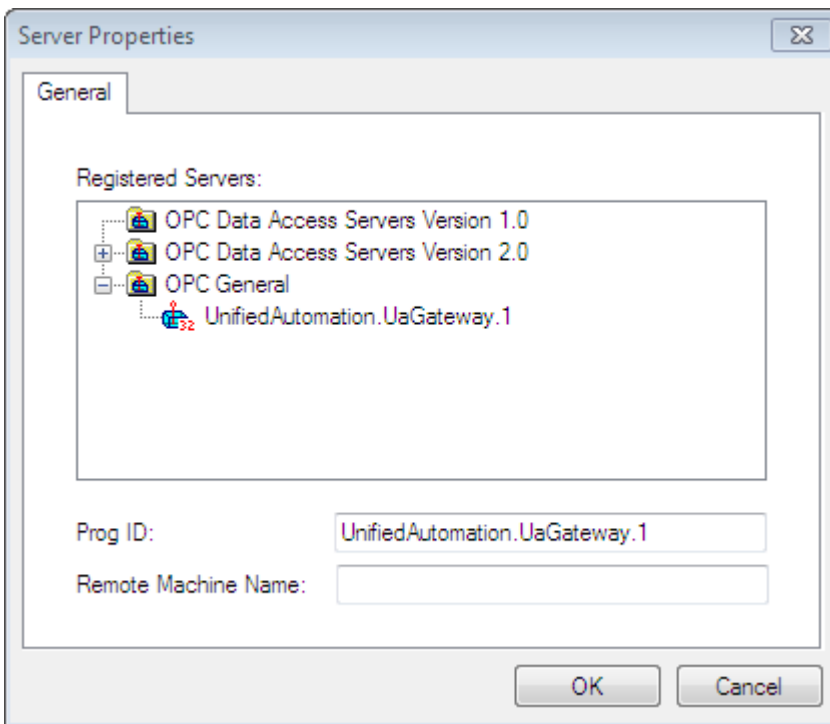 Server Properties
General
Registered Servers:
OPC Data Access Servers Version 1.0
OPC Data Access Servers Version 2.0
OPC General
32 UnifiedAutomation.UaGateway.1
Prog ID: UnifiedAutomation.UaGateway.1
Remote Machine Name:
OK Cancel